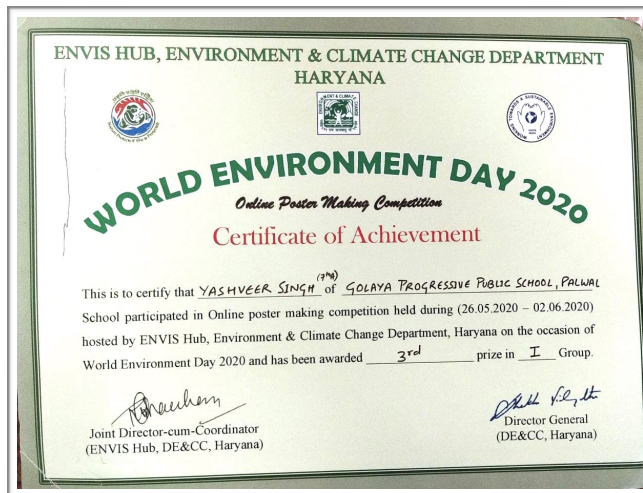 ENVIS HUB, ENVIRONMENT & CLIMATE CHANGE DEPARTMENT
HARYANA
WORLD ENVIRONMENT DAY 2020
Online Poster Making Competition
Certificate of Achievement
(7th A)
This is to certify that YASHVEER SINGH of GOLAYA PROGRESSIVE PUBLIC SCHOOL, PALWAL
School participated in Online poster making competition held during (26.05.2020 – 02.06.2020)
hosted by ENVIS Hub, Environment & Climate Change Department, Haryana on the occasion of
World Environment Day 2020 and has been awarded 3rd prize in I Group.
Joint Director-cum-Coordinator
(ENVIS Hub, DE&CC, Haryana)
Director General
(DE&CC, Haryana)